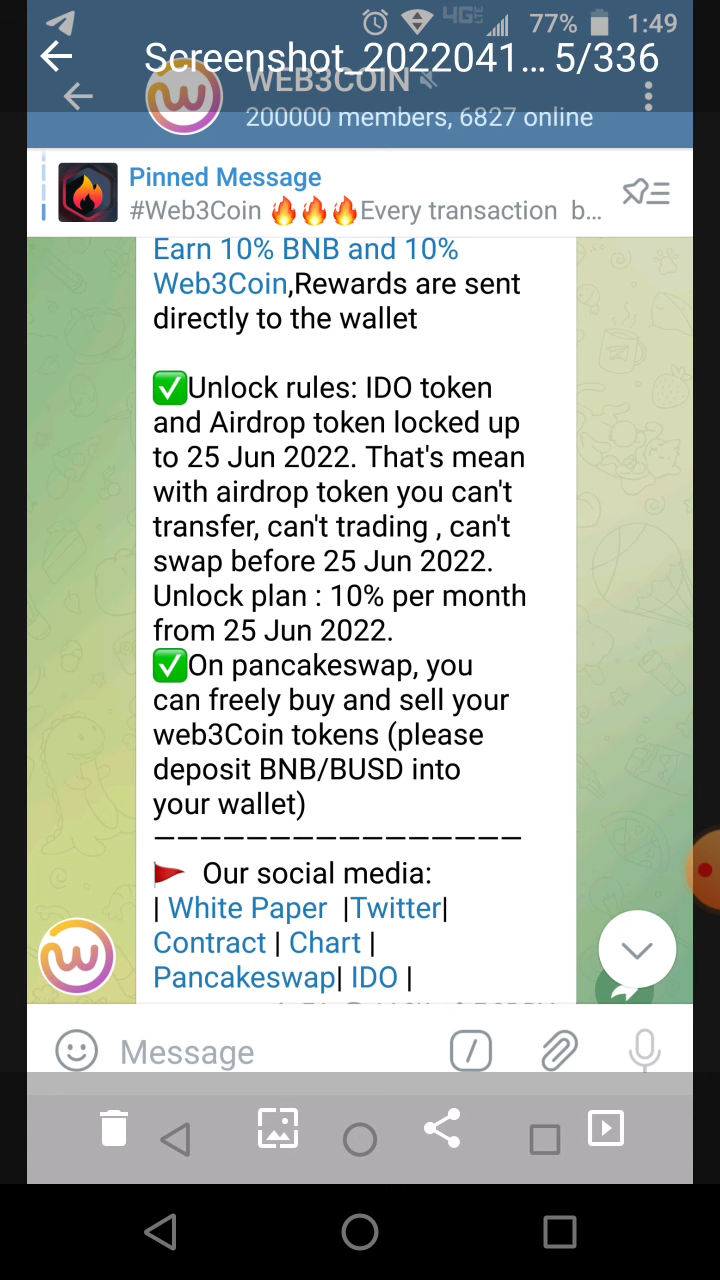 4G 77% 1:49
Screenshot_2022041... 5/336
WEB3COIN
200000 members, 6827 online
Pinned Message
#Web3Coin 🔥🔥🔥Every transaction b...
Earn 10% BNB and 10%
Web3Coin,Rewards are sent
directly to the wallet
✅Unlock rules: IDO token
and Airdrop token locked up
to 25 Jun 2022. That's mean
with airdrop token you can't
transfer, can't trading , can't
swap before 25 Jun 2022.
Unlock plan : 10% per month
from 25 Jun 2022.
✅On pancakeswap, you
can freely buy and sell your
web3Coin tokens (please
deposit BNB/BUSD into
your wallet)
————————————————
🚩 Our social media:
| White Paper |Twitter|
Contract | Chart |
Pancakeswap| IDO |
Message